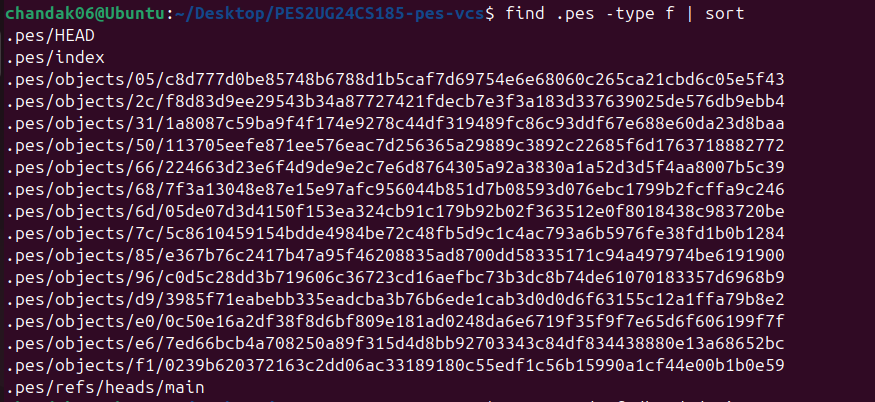 chandak06@Ubuntu:~/Desktop/PES2UG24CS185-pes-vcs$ find .pes -type f | sort
.pes/HEAD
.pes/index
.pes/objects/05/c8d777d0be85748b6788d1b5caf7d69754e6e68060c265ca21cbd6c05e5f43
.pes/objects/2c/f8d83d9ee29543b34a87727421fdecb7e3f3a183d337639025de576db9ebb4
.pes/objects/31/1a8087c59ba9f4f174e9278c44df319489fc86c93ddf67e688e60da23d8baa
.pes/objects/50/113705eefe871ee576eac7d256365a29889c3892c22685f6d1763718882772
.pes/objects/66/224663d23e6f4d9de9e2c7e6d8764305a92a3830a1a52d3d5f4aa8007b5c39
.pes/objects/68/7f3a13048e87e15e97afc956044b851d7b08593d076ebc1799b2fcffa9c246
.pes/objects/6d/05de07d3d4150f153ea324cb91c179b92b02f363512e0f8018438c983720be
.pes/objects/7c/5c8610459154bdde4984be72c48fb5d9c1c4ac793a6b5976fe38fd1b0b1284
.pes/objects/85/e367b76c2417b47a95f46208835ad8700dd58335171c94a497974be6191900
.pes/objects/96/c0d5c28dd3b719606c36723cd16aefbc73b3dc8b74de61070183357d6968b9
.pes/objects/d9/3985f71eabebb335eadcba3b76b6ede1cab3d0d0d6f63155c12a1ffa79b8e2
.pes/objects/e0/0c50e16a2df38f8d6bf809e181ad0248da6e6719f35f9f7e65d6f606199f7f
.pes/objects/e6/7ed66bcb4a708250a89f315d4d8bb92703343c84df834438880e13a68652bc
.pes/objects/f1/0239b620372163c2dd06ac33189180c55edf1c56b15990a1cf44e00b1b0e59
.pes/refs/heads/main